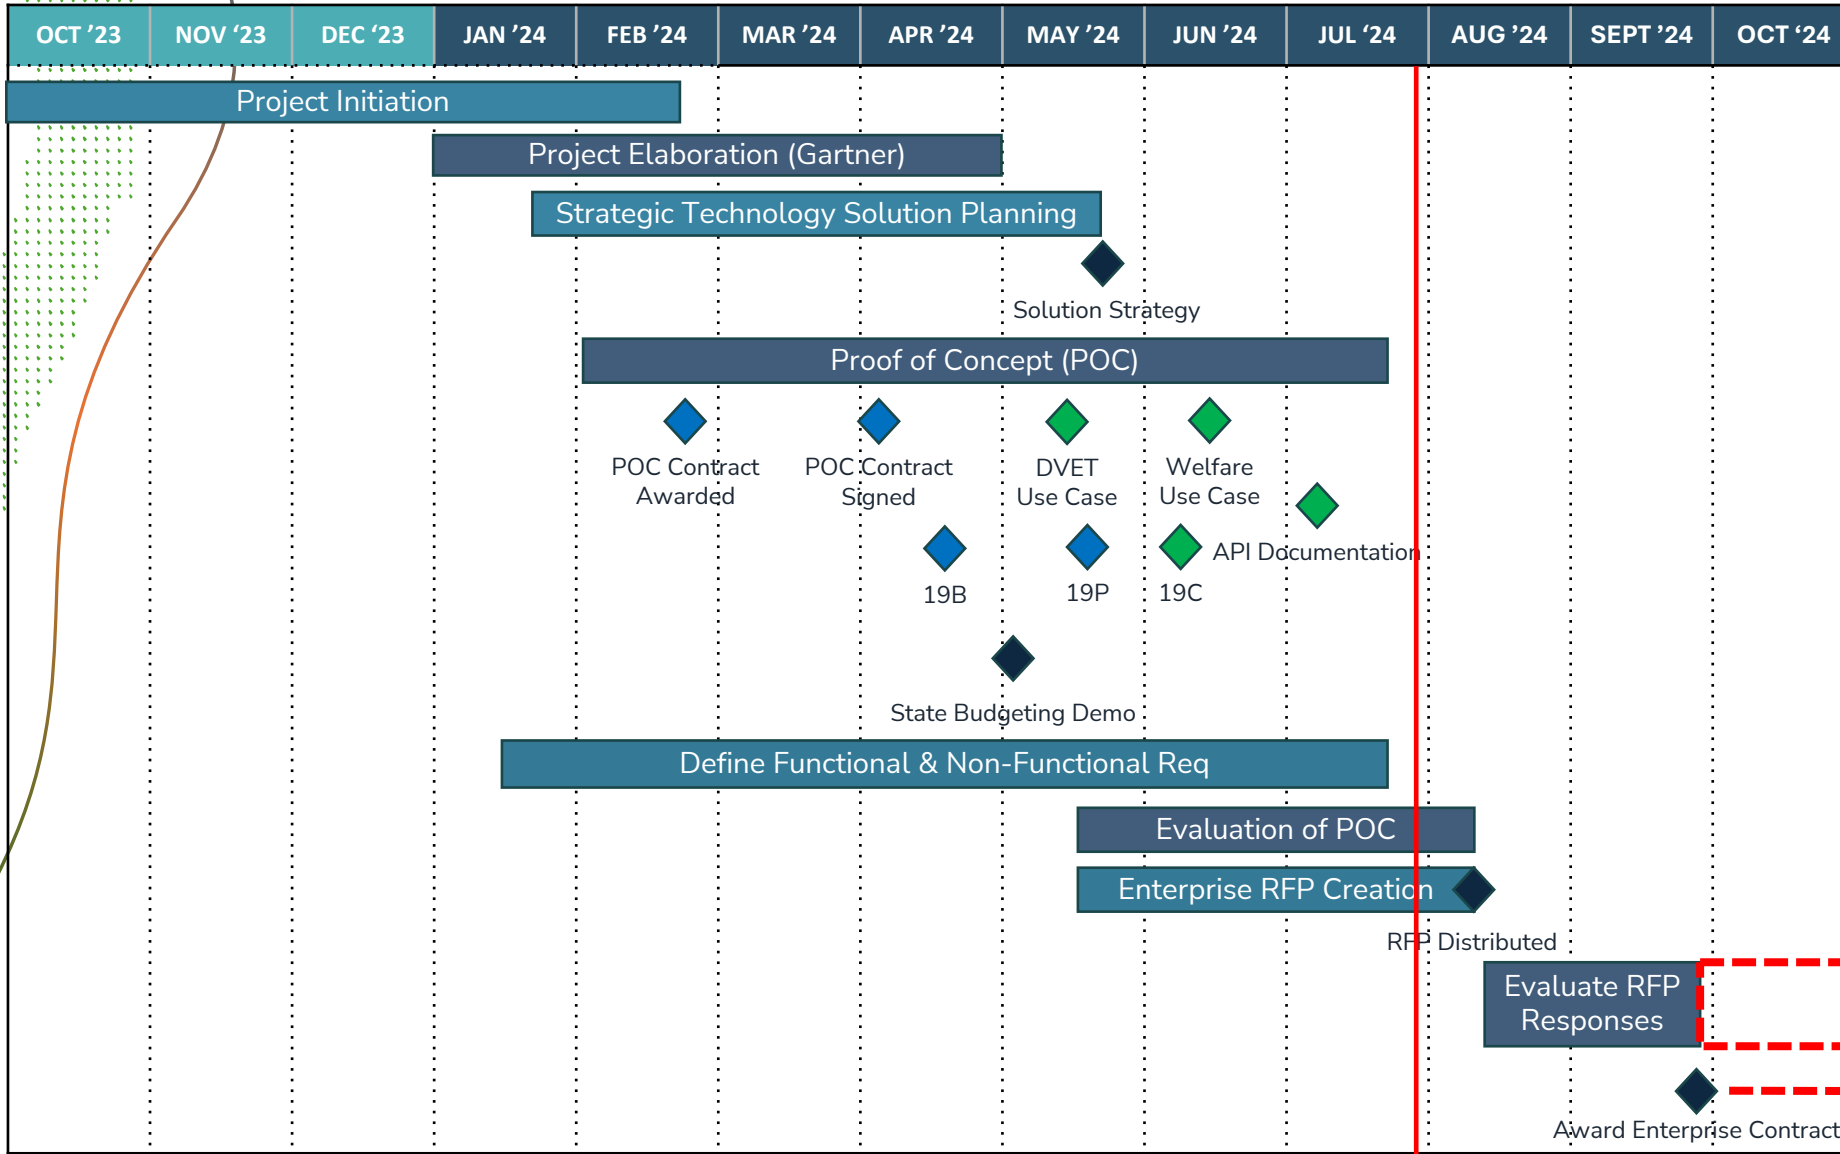 OCT ’23 NOV ‘23 DEC ‘23 JAN ’24 FEB ’24 MAR ’24 APR ’24 MAY ’24 JUN ’24 JUL ‘24 AUG ’24 SEPT ’24 OCT ‘24
Project Initiation
Project Elaboration (Gartner)
Strategic Technology Solution Planning
Solution Strategy
Proof of Concept (POC)
POC Contract
Awarded
POC Contract
Signed
DVET
Use Case
Welfare
Use Case
API Documentation
19B
19P
19C
State Budgeting Demo
Define Functional & Non-Functional Req
Evaluation of POC
Enterprise RFP Creation
RFP Distributed
Evaluate RFP
Responses
Award Enterprise Contract